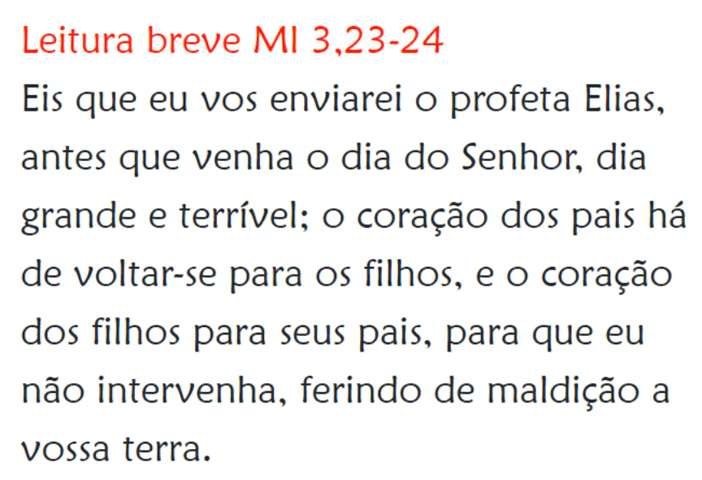 Leitura breve Ml 3,23-24
Eis que eu vos enviarei o profeta Elias,
antes que venha o dia do Senhor, dia
grande e terrível; o coração dos pais há
de voltar-se para os filhos, e o coração
dos filhos para seus pais, para que eu
não intervenha, ferindo de maldição a
vossa terra.